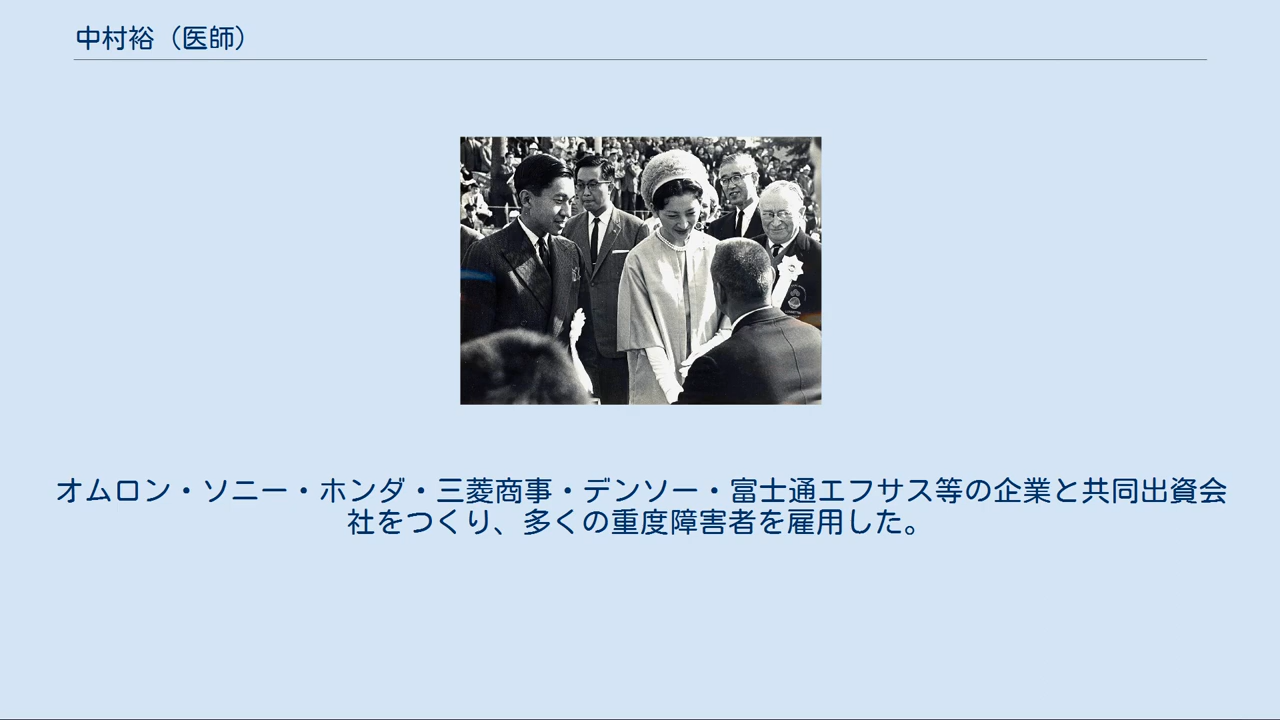 中村裕（医師）
オムロン・ソニー・ホンダ・三菱商事・デンソー・富士通エフサス等の企業と共同出資会
社をつくり、多くの重度障害者を雇用した。